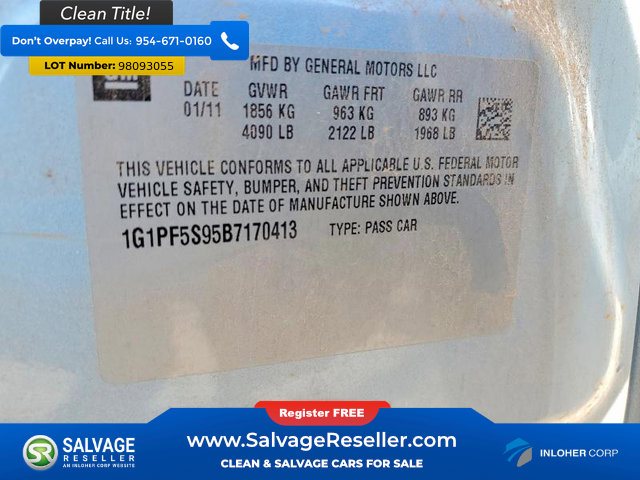 Clean Title!
Don't Overpay! Call Us: 954-671-0160
LOT Number: 98093055
GM
MFD BY GENERAL MOTORS LLC
DATE GVWR GAWR FRT GAWR RR
01/11 1856 KG 963 KG 893 KG
4090 LB 2122 LB 1968 LB
THIS VEHICLE CONFORMS TO ALL APPLICABLE U.S. FEDERAL MOTOR
VEHICLE SAFETY, BUMPER, AND THEFT PREVENTION STANDARDS IN
EFFECT ON THE DATE OF MANUFACTURE SHOWN ABOVE.
1G1PF5S95B7170413 TYPE: PASS CAR
Register FREE
SR
SALVAGE
RESELLER
AN INLOHER CORP WEBSITE
www.SalvageReseller.com
CLEAN & SALVAGE CARS FOR SALE
INLOHER CORP